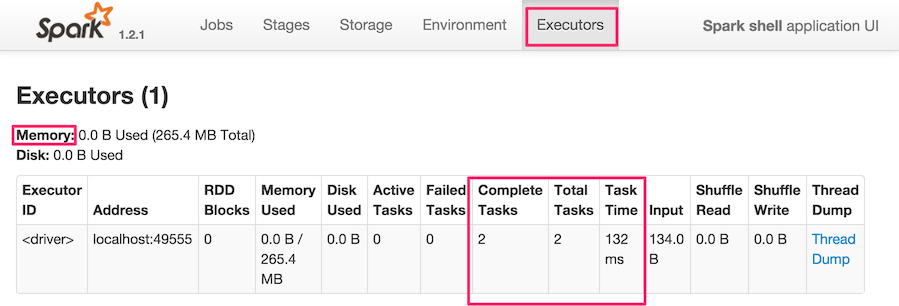 Spark 1.2.1 Jobs Stages Storage Environment Executors Spark shell application UI
Executors (1)
Memory: 0.0 B Used (265.4 MB Total)
Disk: 0.0 B Used
Executor ID Address RDD Blocks Memory Used Disk Used Active Tasks Failed Tasks Complete Tasks Total Tasks Task Time Input Shuffle Read Shuffle Write Thread Dump
<driver> localhost:49555 0 0.0 B / 265.4 MB 0.0 B 0 0 2 2 132 ms 134.0 B 0.0 B 0.0 B Thread Dump